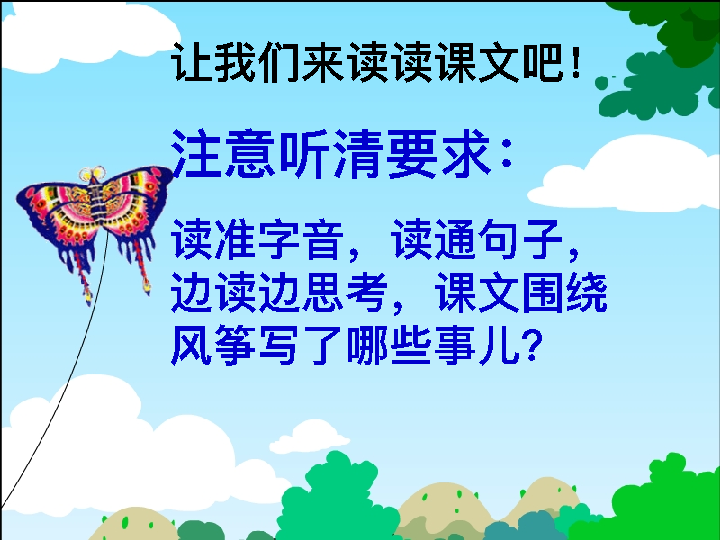 让我们来读读课文吧！
注意听清要求：
读准字音，读通句子，
边读边思考，课文围绕
风筝写了哪些事儿？